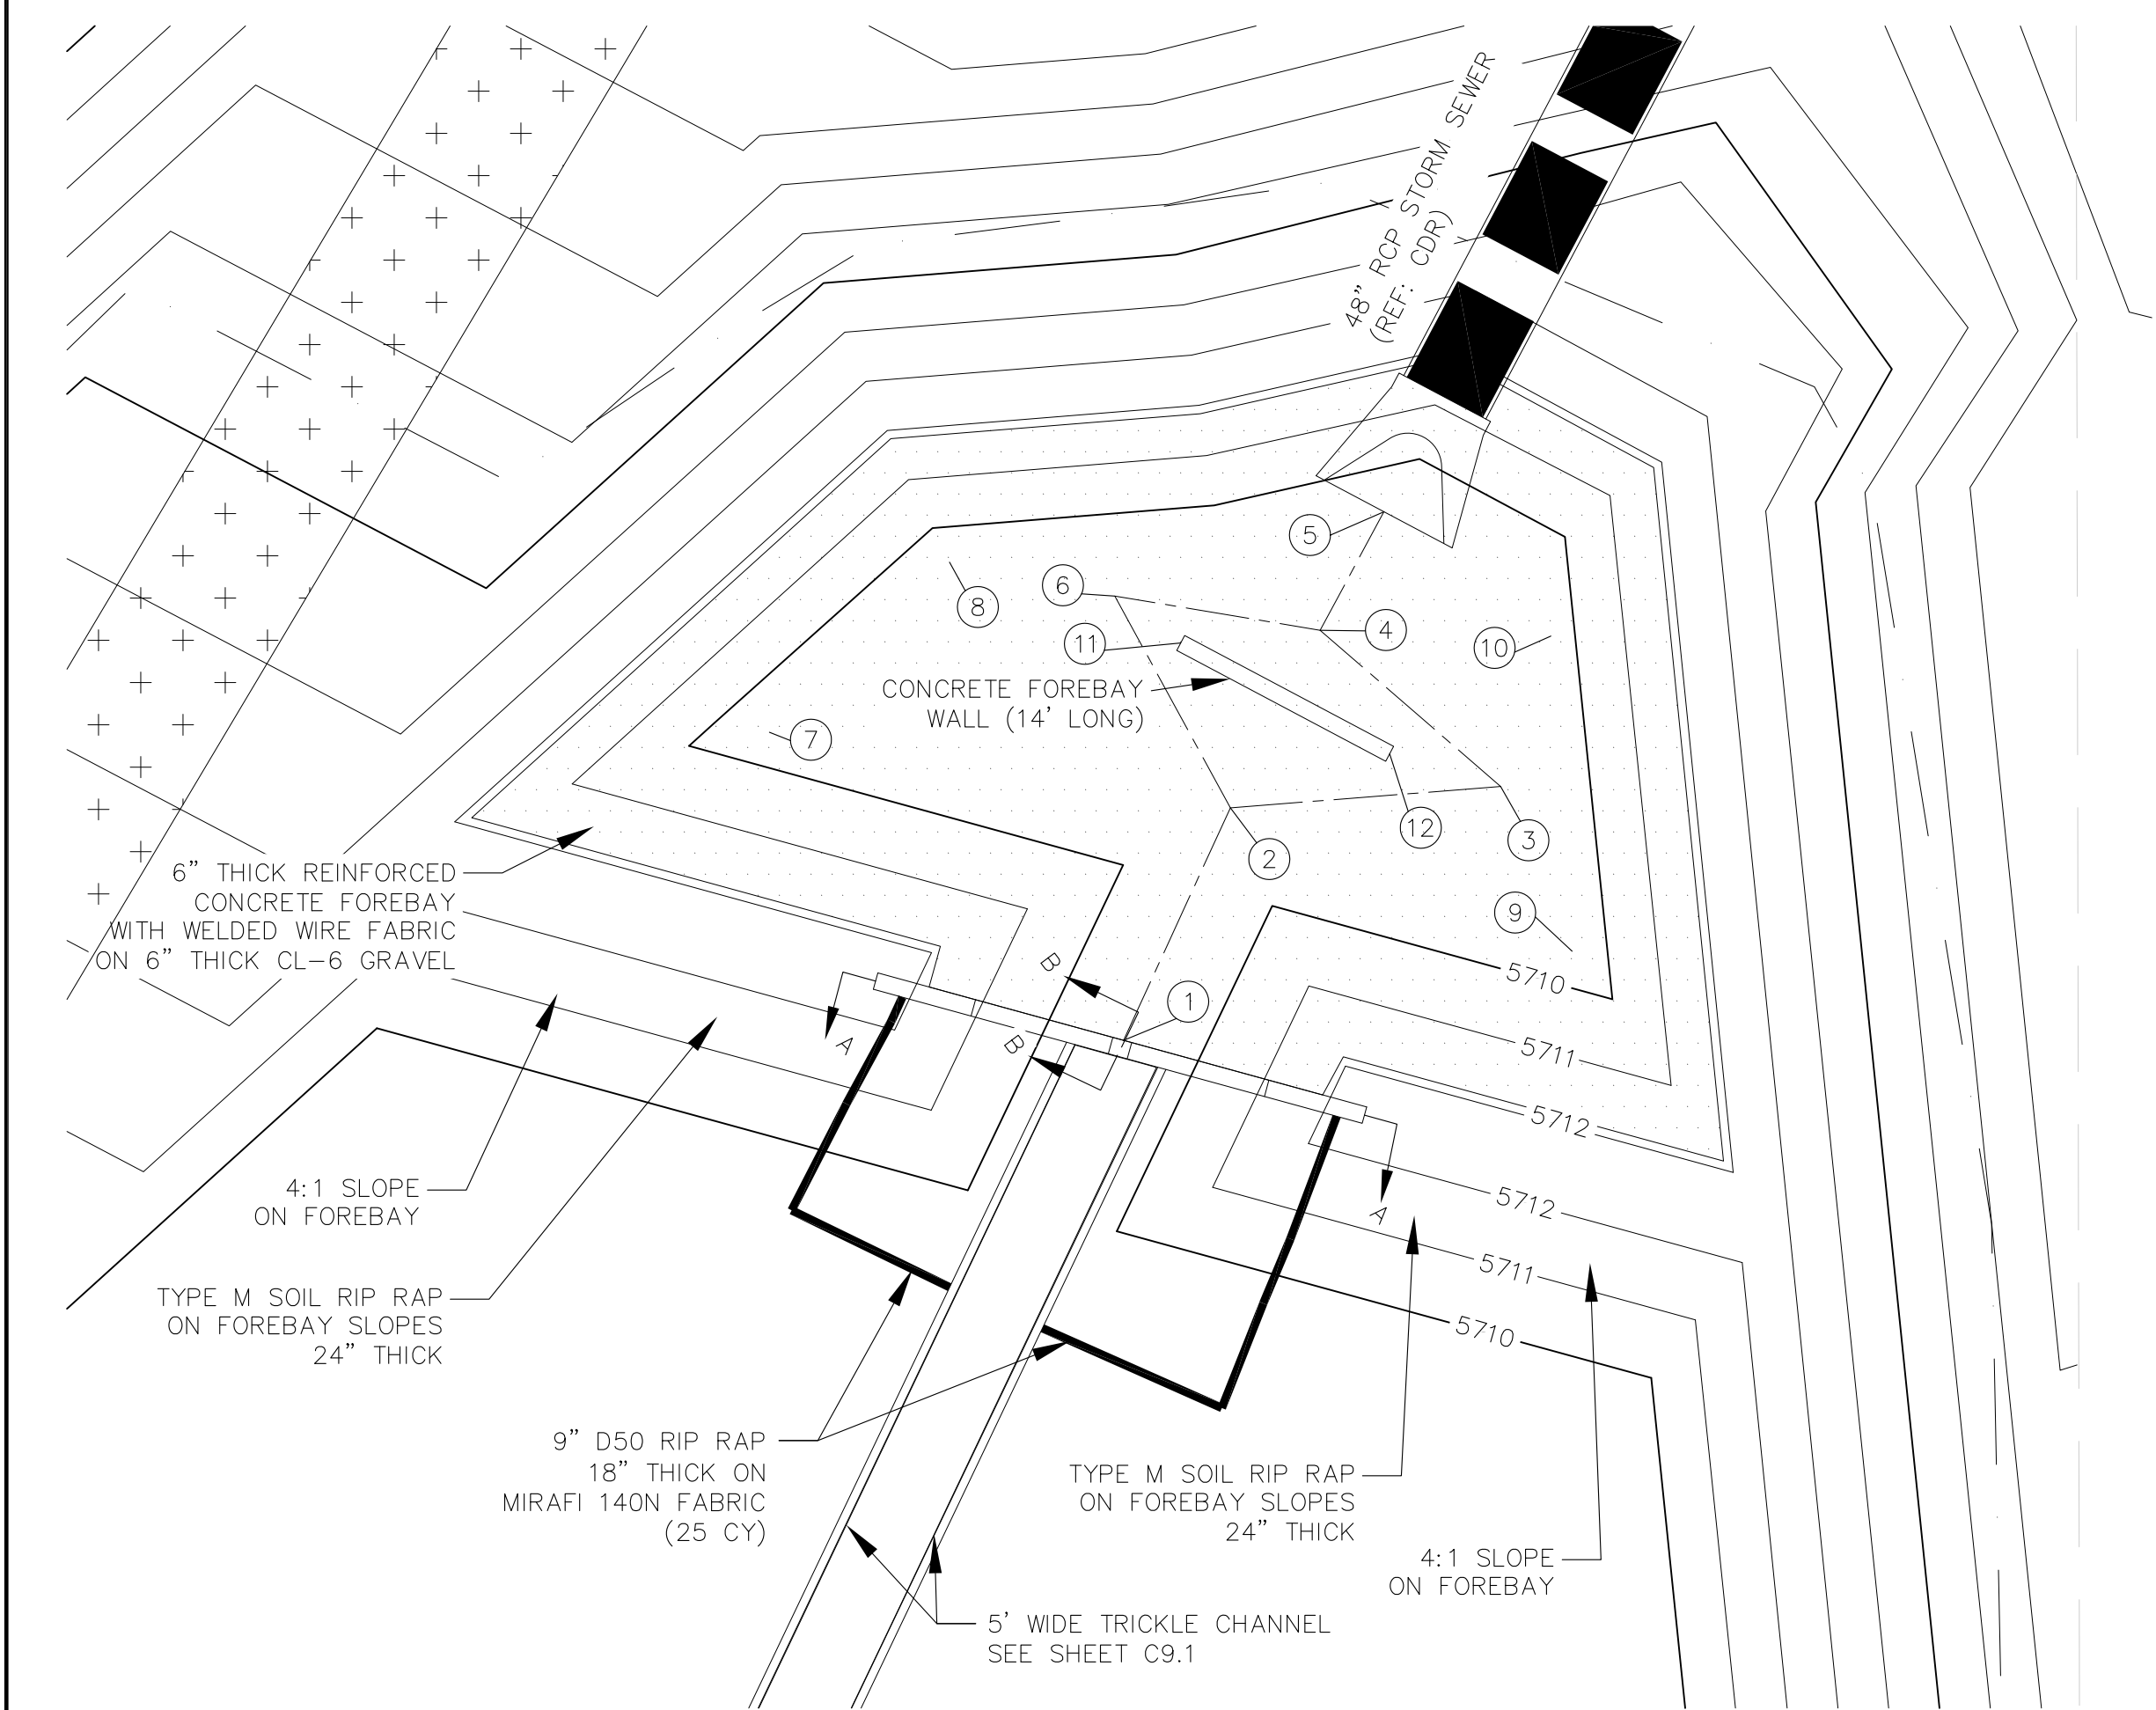 48" RCP STORM SEWER
(REF: CDR)
5
6
8
4
11
10
CONCRETE FOREBAY
WALL (14' LONG)
7
12
3
2
6" THICK REINFORCED
CONCRETE FOREBAY
WITH WELDED WIRE FABRIC
ON 6" THICK CL-6 GRAVEL
9
B
5710
1
A
B
5711
5712
4:1 SLOPE
ON FOREBAY
5712
A
5711
TYPE M SOIL RIP RAP
ON FOREBAY SLOPES
24" THICK
5710
9" D50 RIP RAP
18" THICK ON
MIRAFI 140N FABRIC
(25 CY)
TYPE M SOIL RIP RAP
ON FOREBAY SLOPES
24" THICK
4:1 SLOPE
ON FOREBAY
5' WIDE TRICKLE CHANNEL
SEE SHEET C9.1